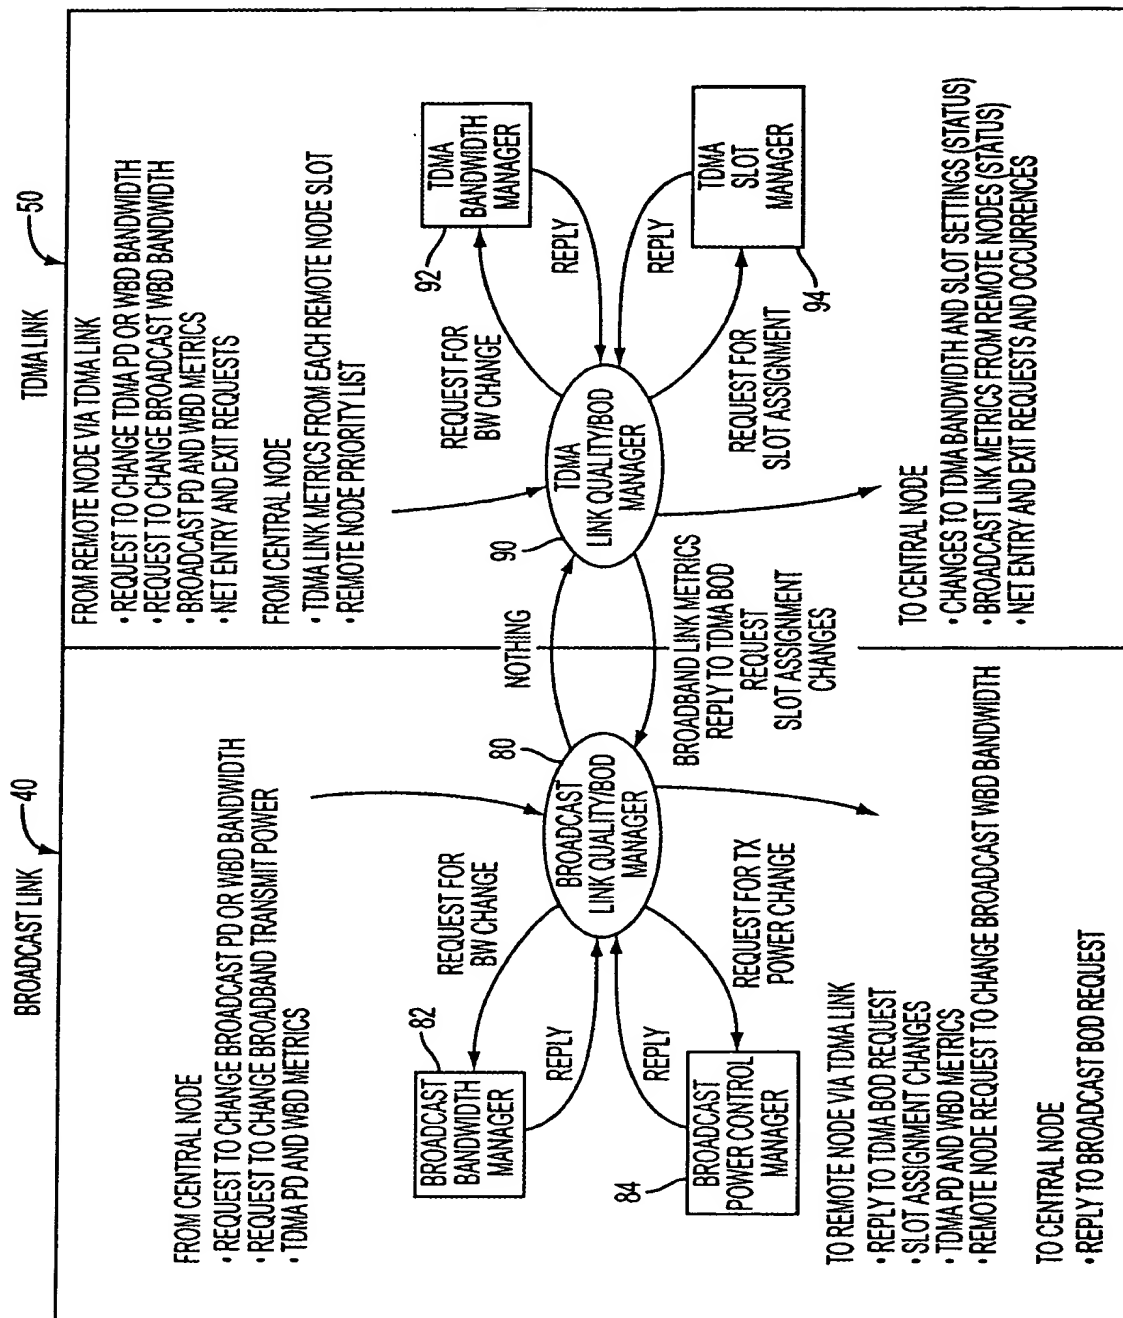 BROADCAST LINK
40
FROM CENTRAL NODE
• REQUEST TO CHANGE BROADCAST PD OR WBD BANDWIDTH
• REQUEST TO CHANGE BROADBAND TRANSMIT POWER
• TDMA PD AND WBD METRICS
82
BROADCAST
BANDWIDTH
MANAGER
REQUEST FOR
BW CHANGE
REPLY
80
BROADCAST
LINK QUALITY/BOD
MANAGER
REPLY
84
BROADCAST
POWER CONTROL
MANAGER
REQUEST FOR TX
POWER CHANGE
TO REMOTE NODE VIA TDMA LINK
• REPLY TO TDMA BOD REQUEST
• SLOT ASSIGNMENT CHANGES
• TDMA PD AND WBD METRICS
• REMOTE NODE REQUEST TO CHANGE BROADCAST WBD BANDWIDTH
TO CENTRAL NODE
• REPLY TO BROADCAST BOD REQUEST
NOTHING
BROADBAND LINK METRICS
REPLY TO TDMA BOD
REQUEST
SLOT ASSIGNMENT
CHANGES
TDMA LINK
50
FROM REMOTE NODE VIA TDMA LINK
• REQUEST TO CHANGE TDMA PD OR WBD BANDWIDTH
• REQUEST TO CHANGE BROADCAST WBD BANDWIDTH
• BROADCAST PD AND WBD METRICS
• NET ENTRY AND EXIT REQUESTS
FROM CENTRAL NODE
• TDMA LINK METRICS FROM EACH REMOTE NODE SLOT
• REMOTE NODE PRIORITY LIST
REQUEST FOR
BW CHANGE
92
TDMA
BANDWIDTH
MANAGER
REPLY
90
TDMA
LINK QUALITY/BOD
MANAGER
REPLY
REQUEST FOR
SLOT ASSIGNMENT
TDMA
SLOT
MANAGER
94
TO CENTRAL NODE
• CHANGES TO TDMA BANDWIDTH AND SLOT SETTINGS (STATUS)
• BROADCAST LINK METRICS FROM REMOTE NODES (STATUS)
• NET ENTRY AND EXIT REQUESTS AND OCCURRENCES